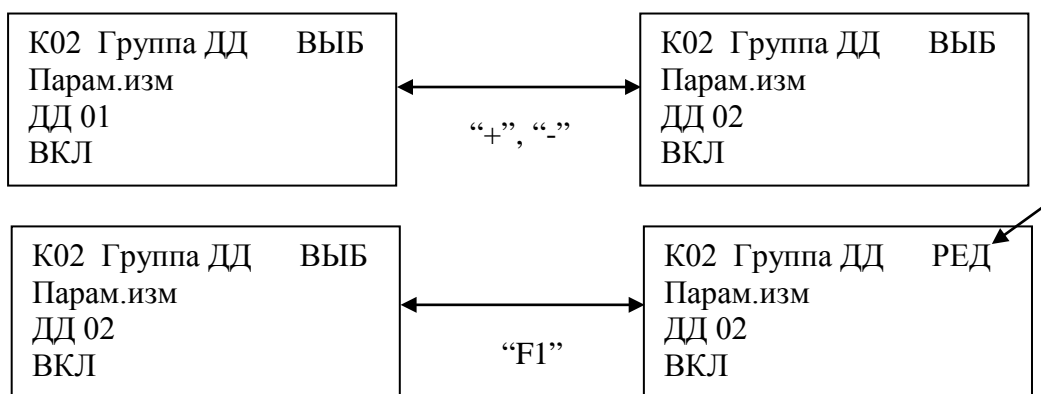 К02 Группа ДД ВЫБ
Парам.изм
ДД 01
ВКЛ
“+”, “-”
К02 Группа ДД ВЫБ
Парам.изм
ДД 02
ВКЛ
К02 Группа ДД ВЫБ
Парам.изм
ДД 02
ВКЛ
“F1”
К02 Группа ДД РЕД
Парам.изм
ДД 02
ВКЛ